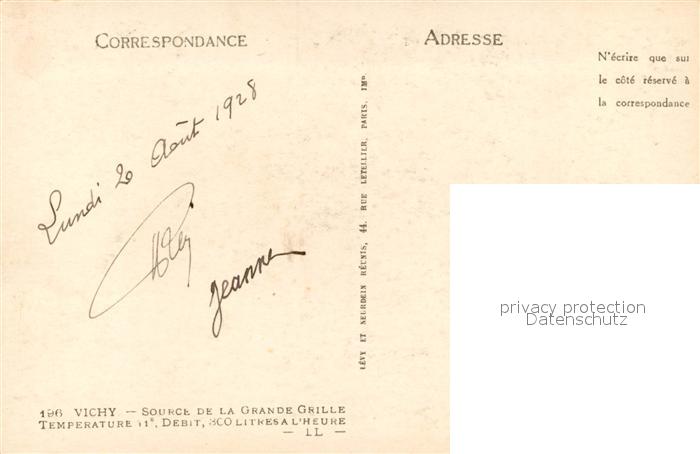 CORRESPONDANCE
ADRESSE
N'écrire que sur
le côté réservé à
la correspondance
Lundi 20 Août 1928
Jeanne
LÉVY ET NEURDEIN RÉUNIS, 44, RUE LETELLIER, PARIS, IMP.
privacy protection
Datenschutz
196 VICHY — SOURCE DE LA GRANDE GRILLE
TEMPERATURE 41°, DEBIT, 800 LITRES A L'HEURE
— LL —